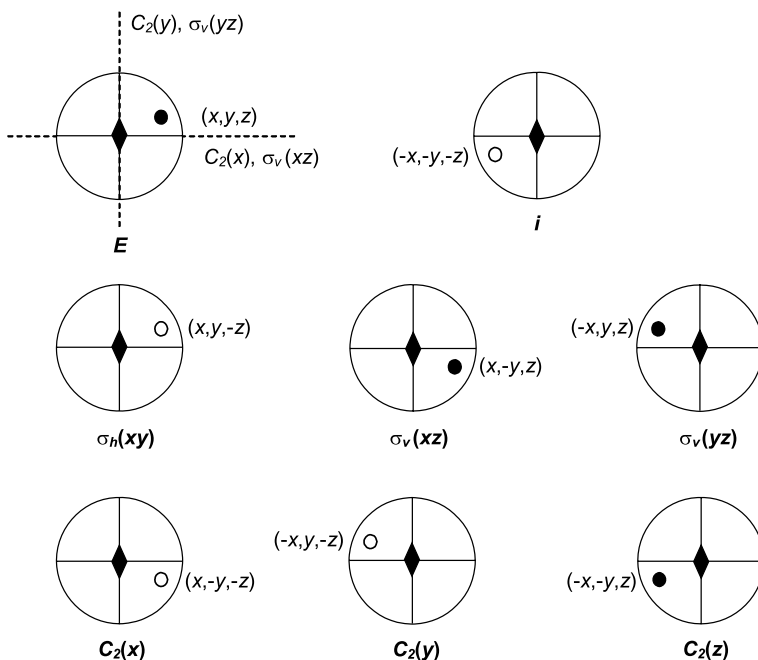 C₂(y), σᵥ(yz)
(x,y,z)
C₂(x), σᵥ(xz)
E
(-x,-y,-z)
i
(x,y,-z)
σₕ(xy)
(x,-y,z)
σᵥ(xz)
(-x,y,z)
σᵥ(yz)
(x,-y,-z)
C₂(x)
(-x,y,-z)
C₂(y)
(-x,-y,z)
C₂(z)